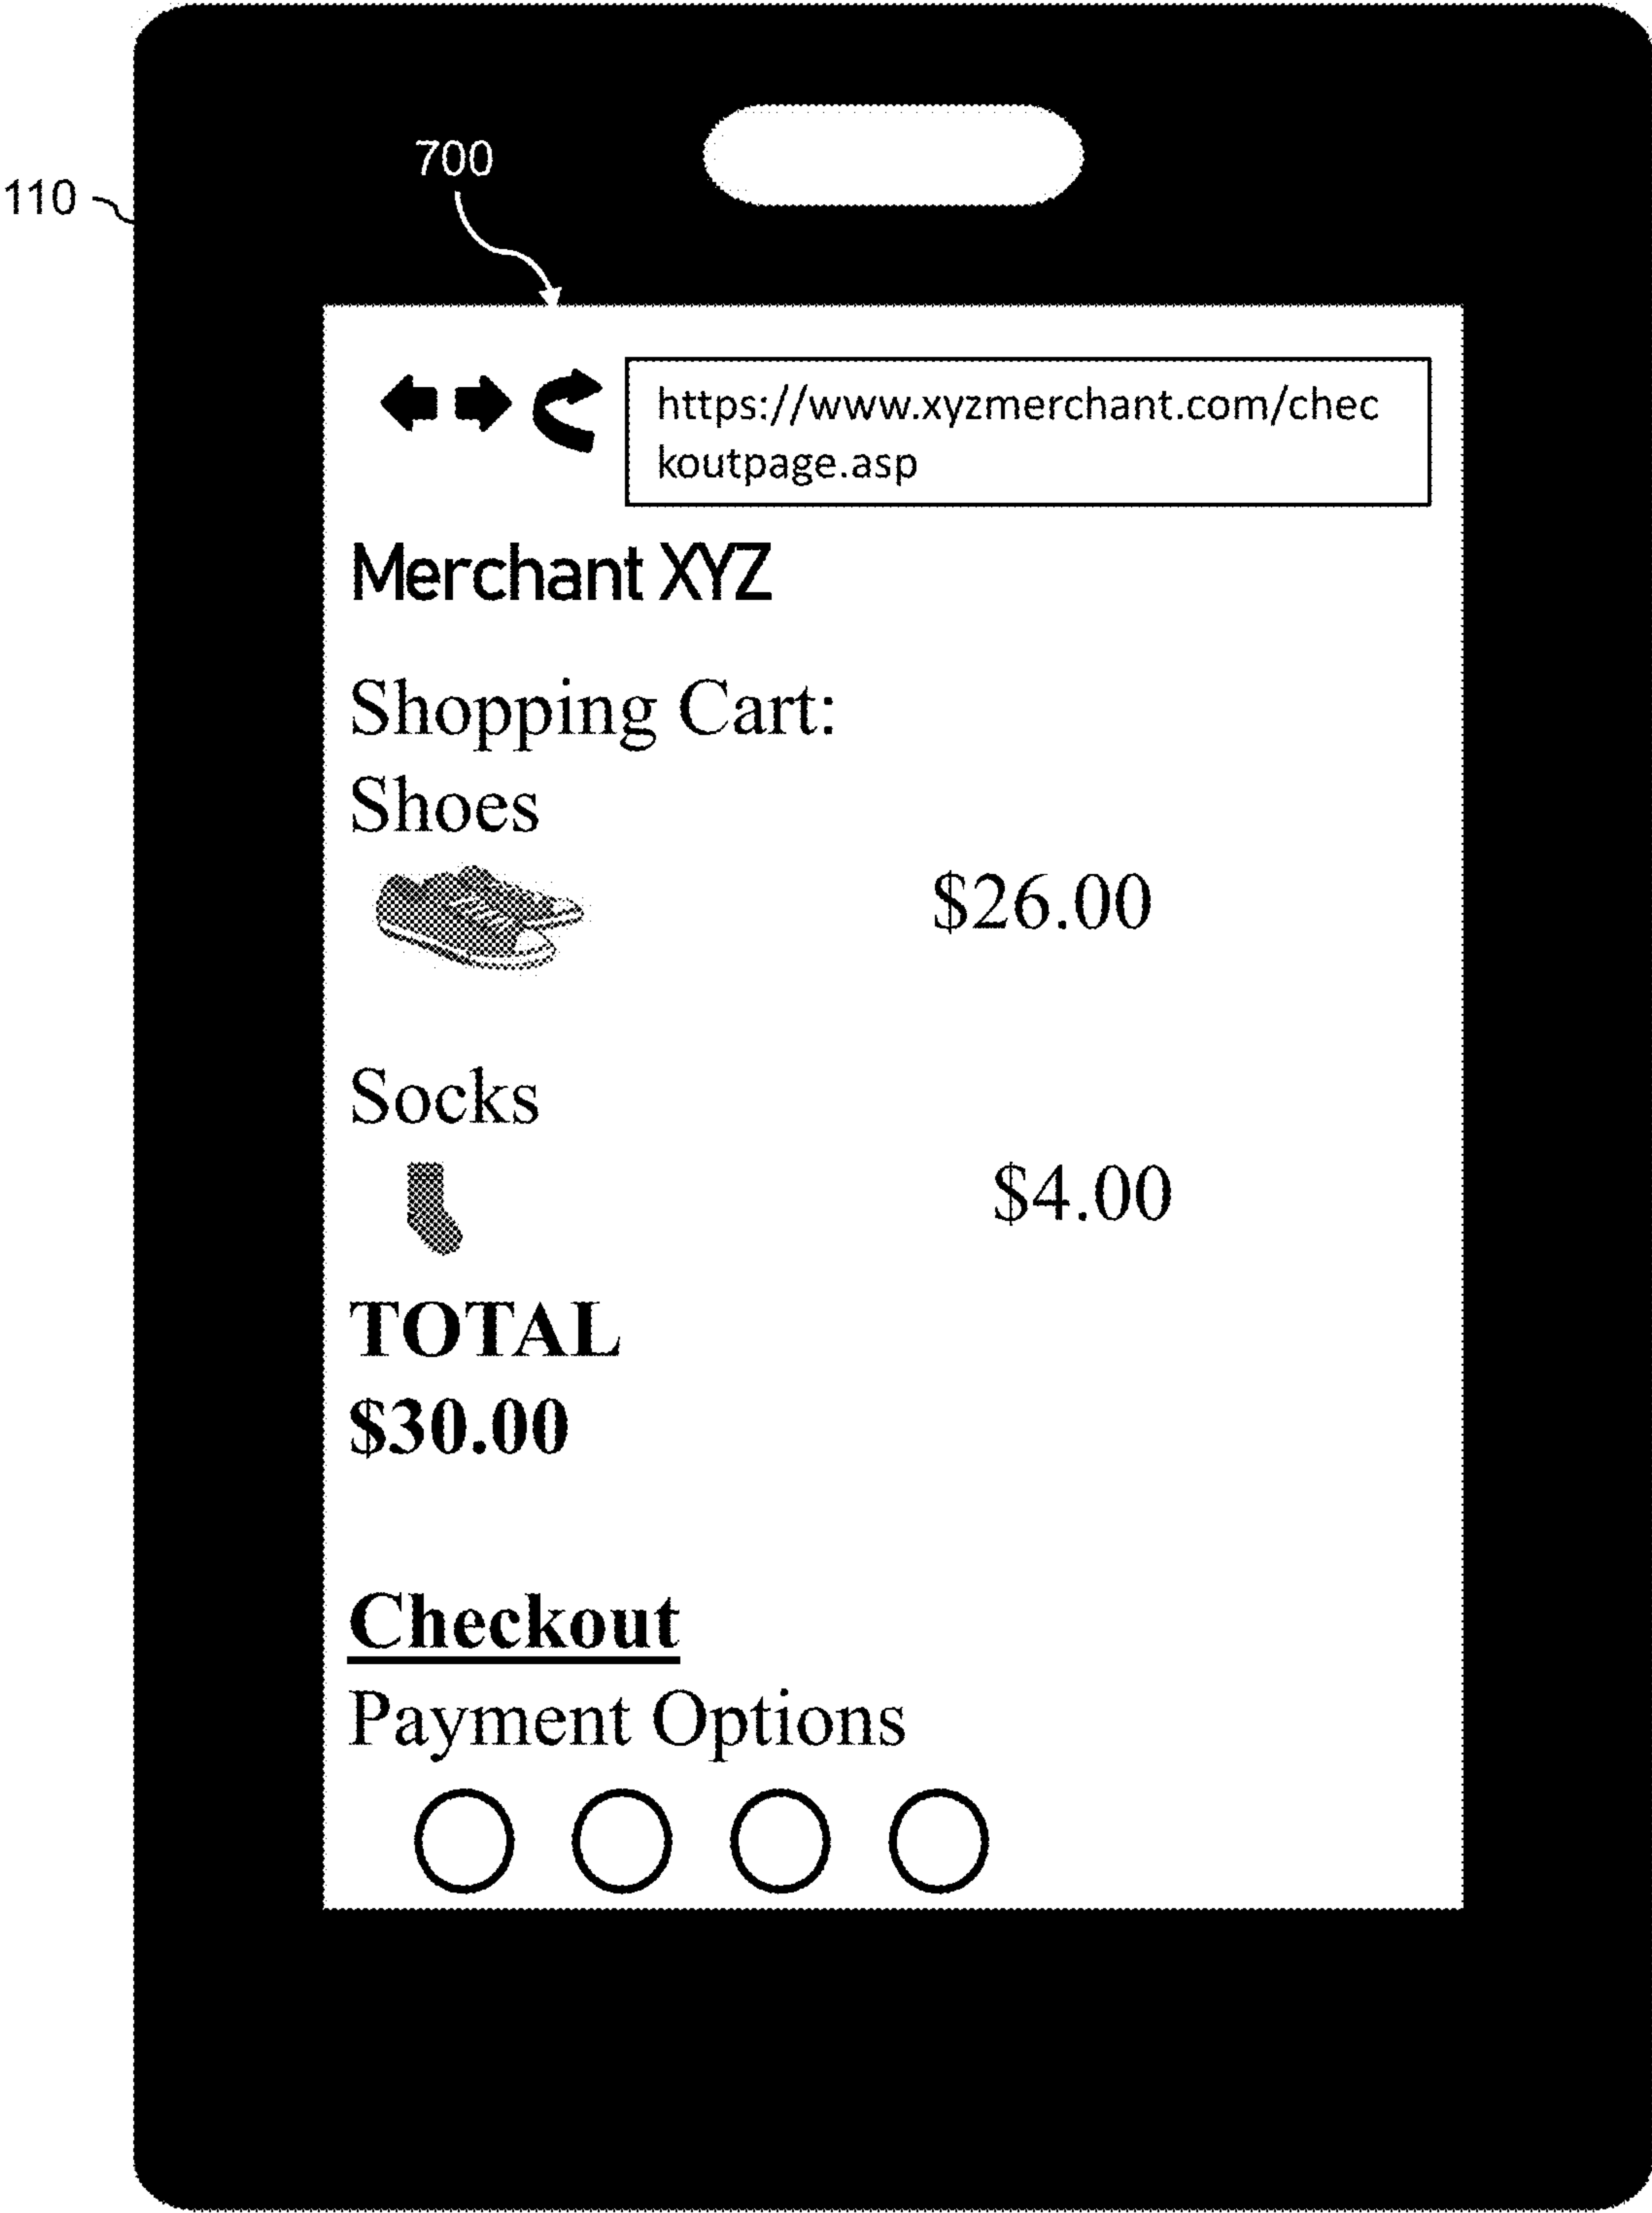 700
110
https://www.xyzmerchant.com/chec
koutpage.asp
Merchant XYZ
Shopping Cart:
Shoes
$26.00
Socks
$4.00
TOTAL
$30.00
Checkout
Payment Options